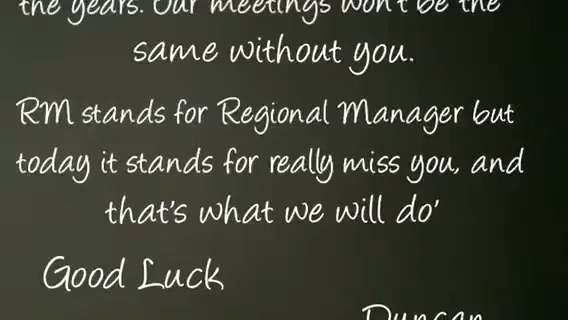 the years. Our meetings won't be the
same without you.
RM stands for Regional Manager but
today it stands for really miss you, and
that's what we will do'
Good Luck
Duncan